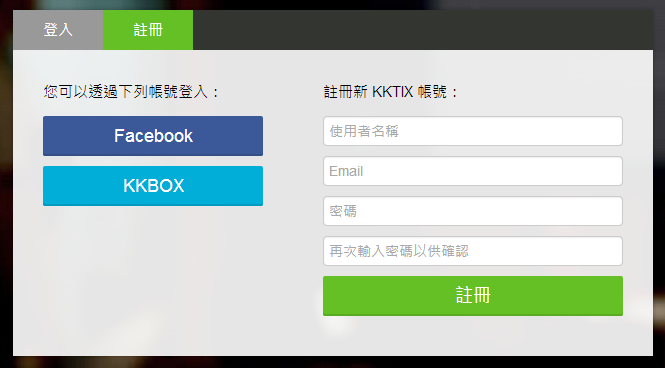 登入
註冊
您可以透過下列帳號登入：
Facebook
KKBOX
註冊新 KKTIX 帳號：
使用者名稱
Email
密碼
再次輸入密碼以供確認
註冊